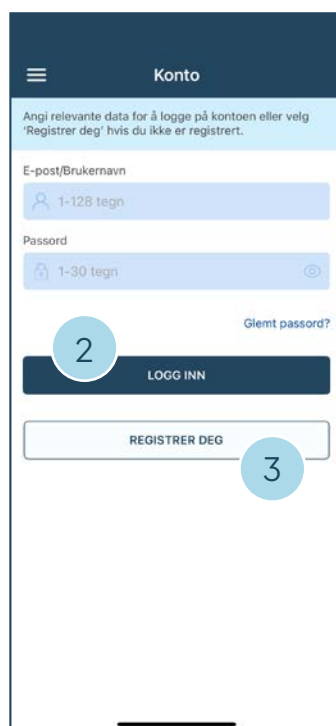 Konto
Angi relevante data for å logge på kontoen eller velg
'Registrer deg' hvis du ikke er registrert.
E-post/Brukernavn
1-128 tegn
Passord
1-30 tegn
Glemt passord?
2
LOGG INN
REGISTRER DEG
3